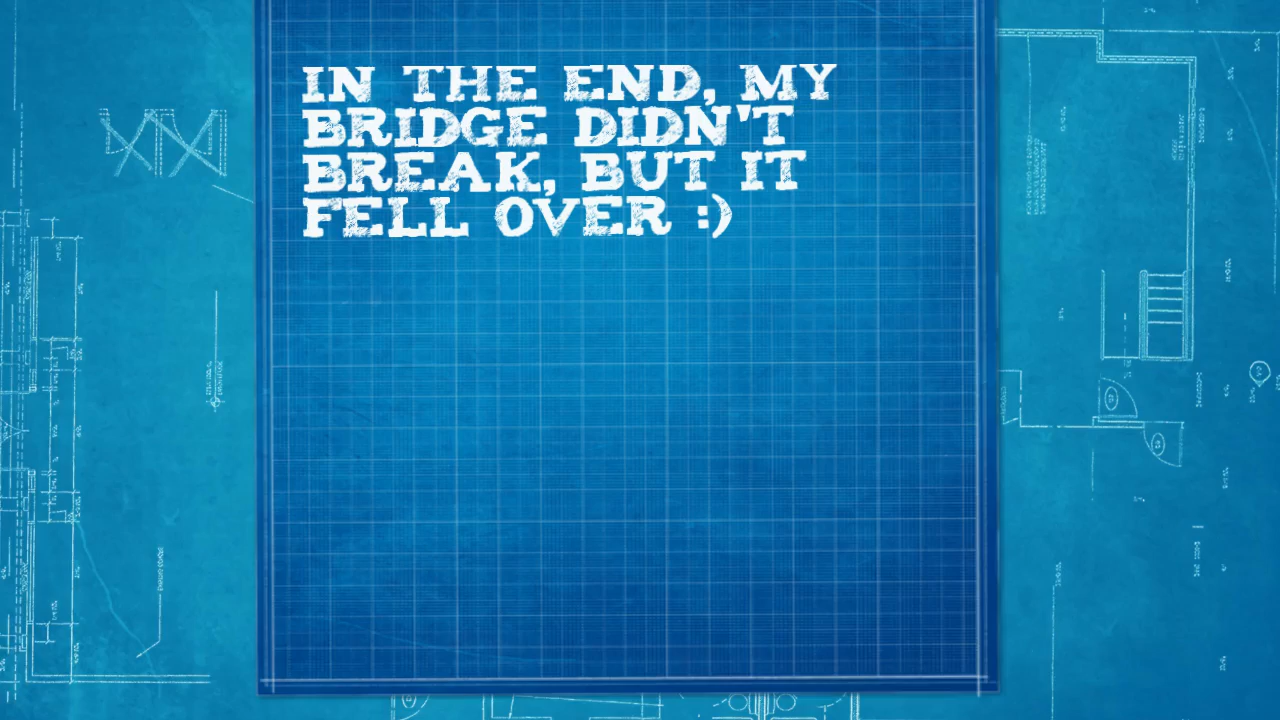 IN THE END, MY
BRIDGE DIDN'T
BREAK, BUT IT
FELL OVER :)